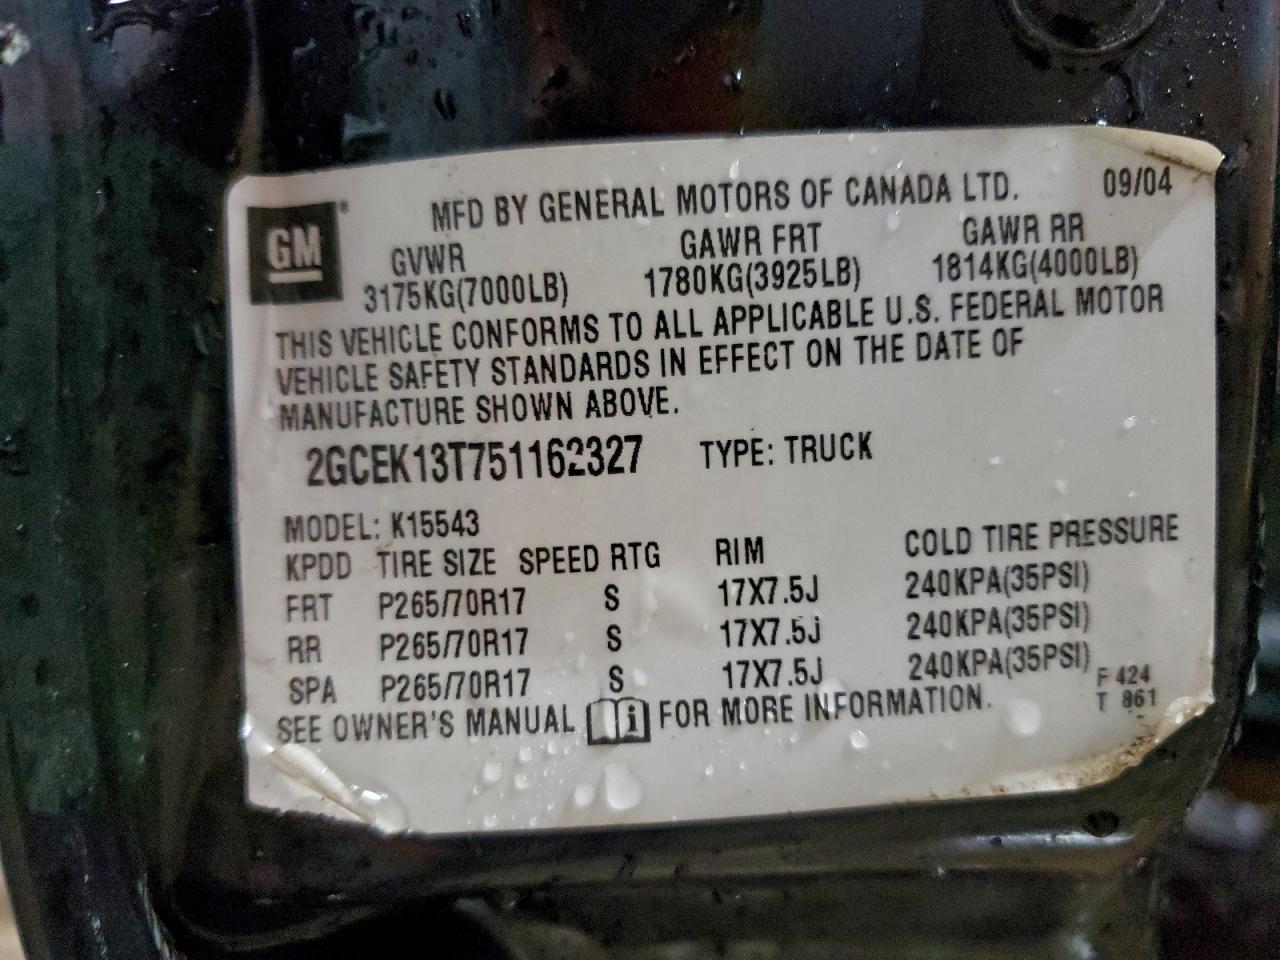 GM®
MFD BY GENERAL MOTORS OF CANADA LTD. 09/04
GVWR GAWR FRT GAWR RR
3175KG(7000LB) 1780KG(3925LB) 1814KG(4000LB)
THIS VEHICLE CONFORMS TO ALL APPLICABLE U.S. FEDERAL MOTOR
VEHICLE SAFETY STANDARDS IN EFFECT ON THE DATE OF
MANUFACTURE SHOWN ABOVE.
2GCEK13T751162327 TYPE: TRUCK
MODEL: K15543
KPDD TIRE SIZE SPEED RTG RIM COLD TIRE PRESSURE
FRT P265/70R17 S 17X7.5J 240KPA(35PSI)
RR P265/70R17 S 17X7.5J 240KPA(35PSI)
SPA P265/70R17 S 17X7.5J 240KPA(35PSI)
F 424
SEE OWNER'S MANUAL i FOR MORE INFORMATION.
T 861